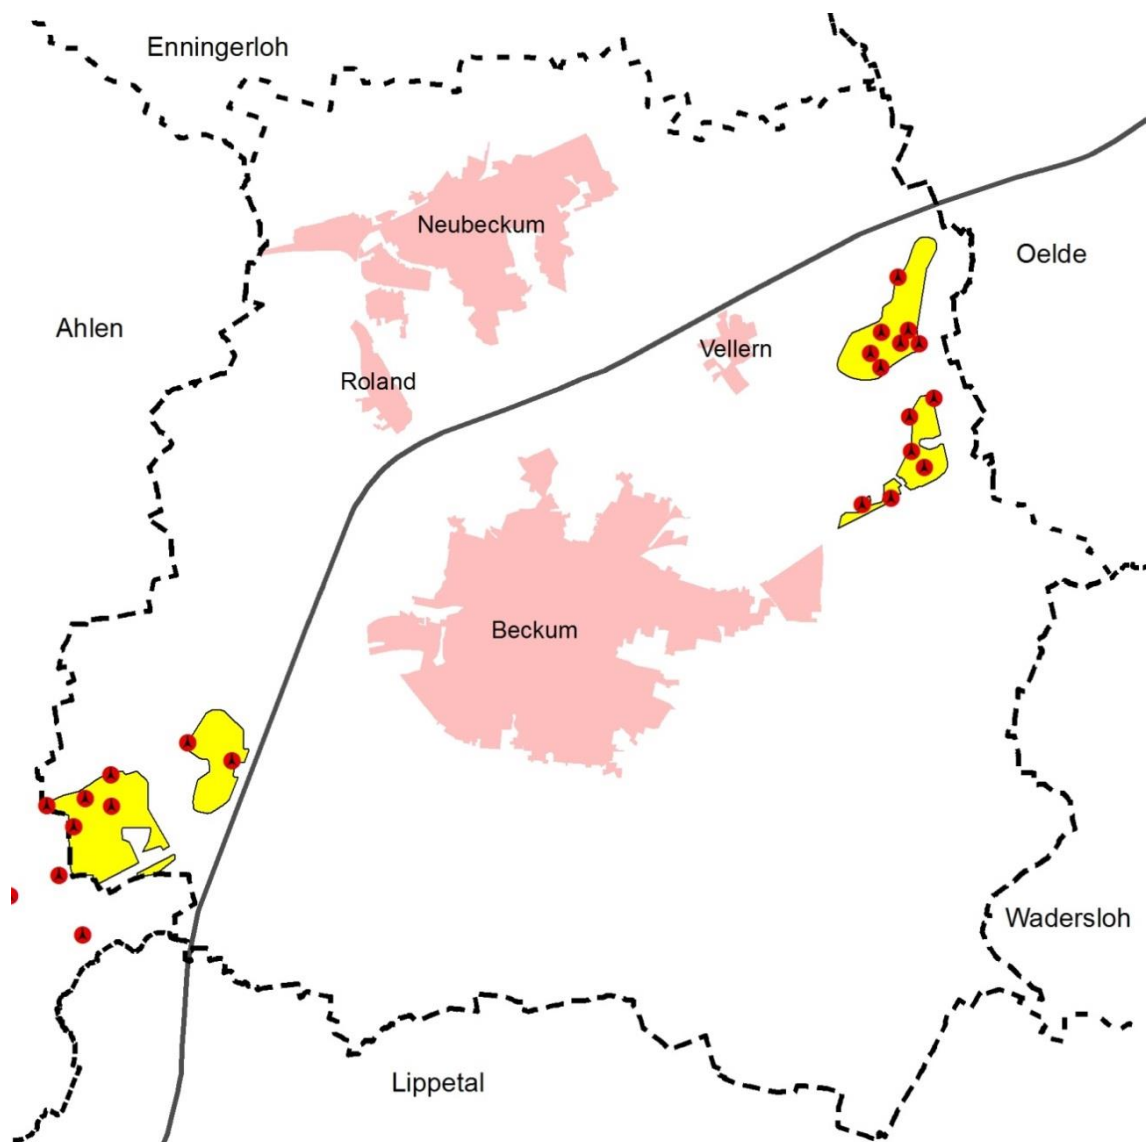 Enningerloh
Neubeckum
Oelde
Ahlen
Vellern
Roland
Beckum
Wadersloh
Lippetal